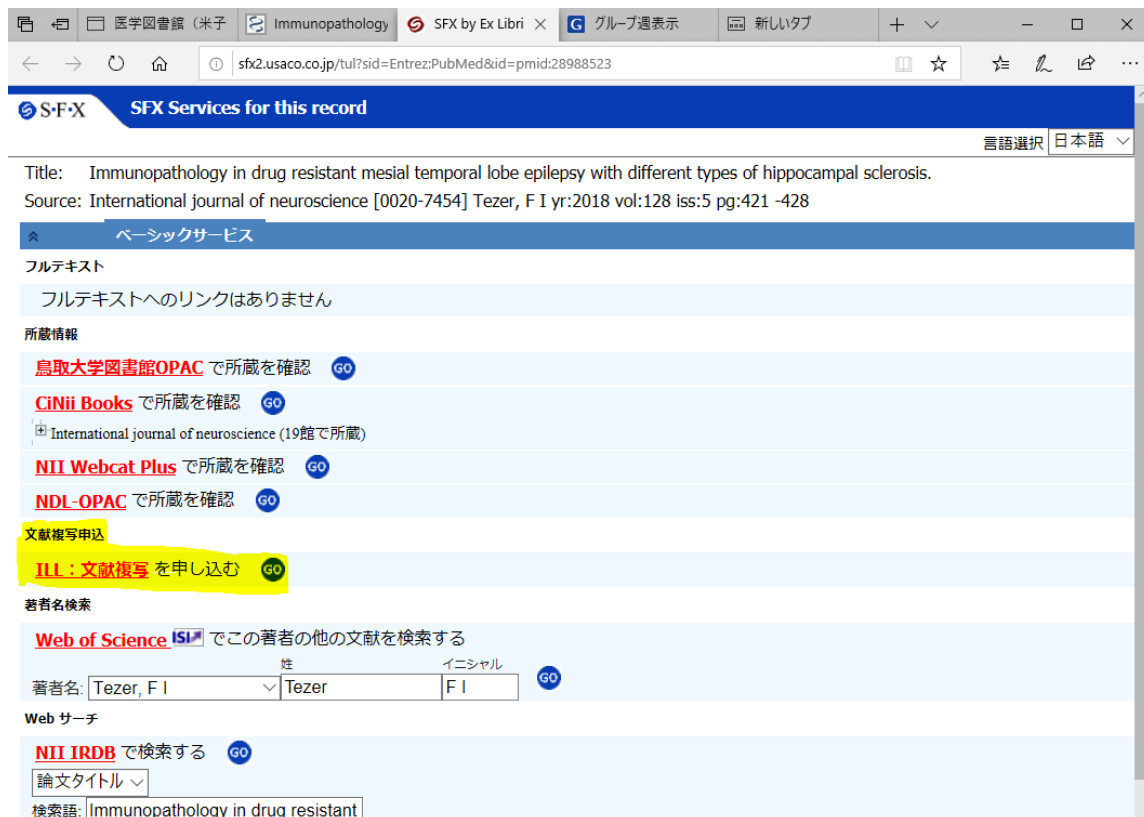 医学図書館（米子
Immunopathology
SFX by Ex Libri
G グループ週表示
新しいタブ
sfx2.usaco.co.jp/tul?sid=Entrez:PubMed&id=pmid:28988523
S·F·X SFX Services for this record
言語選択 日本語
Title: Immunopathology in drug resistant mesial temporal lobe epilepsy with different types of hippocampal sclerosis.
Source: International journal of neuroscience [0020-7454] Tezer, F I yr:2018 vol:128 iss:5 pg:421 -428
ベーシックサービス
フルテキスト
フルテキストへのリンクはありません
所蔵情報
鳥取大学図書館OPAC で所蔵を確認 GO
CiNii Books で所蔵を確認 GO
International journal of neuroscience (19館で所蔵)
NII Webcat Plus で所蔵を確認 GO
NDL-OPAC で所蔵を確認 GO
文献複写申込
ILL：文献複写 を申し込む GO
著者名検索
Web of Science ISI でこの著者の他の文献を検索する
姓 イニシャル
著者名: Tezer, F I Tezer F I GO
Web サーチ
NII IRDB で検索する GO
論文タイトル
検索語: Immunopathology in drug resistant